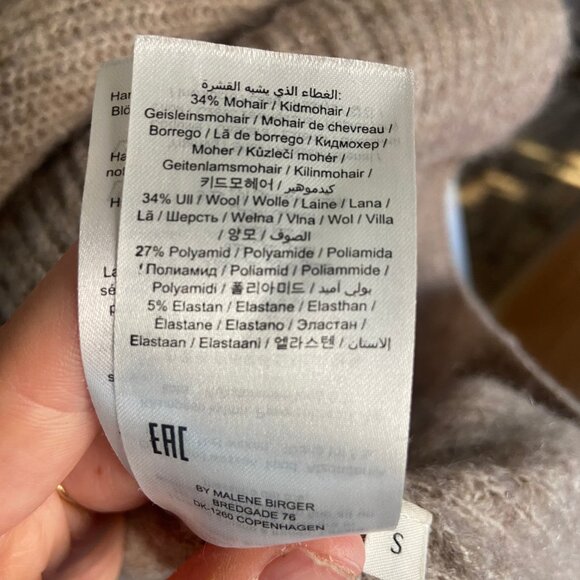 الغطاء الذي يشبه القشرة:
34% Mohair / Kidmohair /
Geisleinsmohair / Mohair de chevreau /
Borrego / Lã de borrego / Кидмохер /
Moher / Kůzlečí mohér /
Geitenlamsmohair / Kilinmohair /
/ 키드모헤어 / كيدموهير
34% Ull / Wool / Wolle / Laine / Lana /
Lã / Шерсть / Wełna / Vlna / Wol / Villa
/ 양모 / الصوف
27% Polyamid / Polyamide / Poliamida
/ Полиамид / Poliamid / Poliammide /
Polyamidi / 폴리아미드 / بولي أميد
5% Elastan / Elastane / Elasthan /
Élastane / Elastano / Эластан /
Elastaan / Elastaani / 엘라스텐 / الاستان
EAC
BY MALENE BIRGER
BREDGADE 76
DK-1260 COPENHAGEN
S